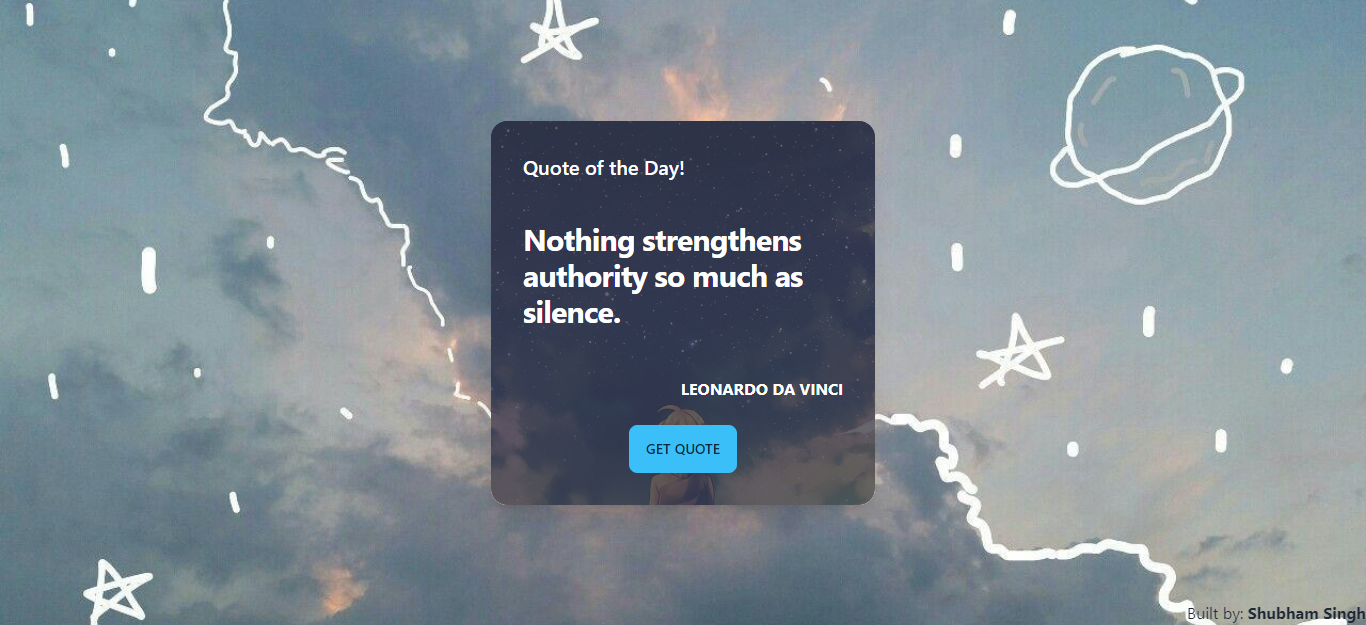 Quote of the Day!
Nothing strengthens
authority so much as
silence.
LEONARDO DA VINCI
GET QUOTE
Built by: Shubham Singh